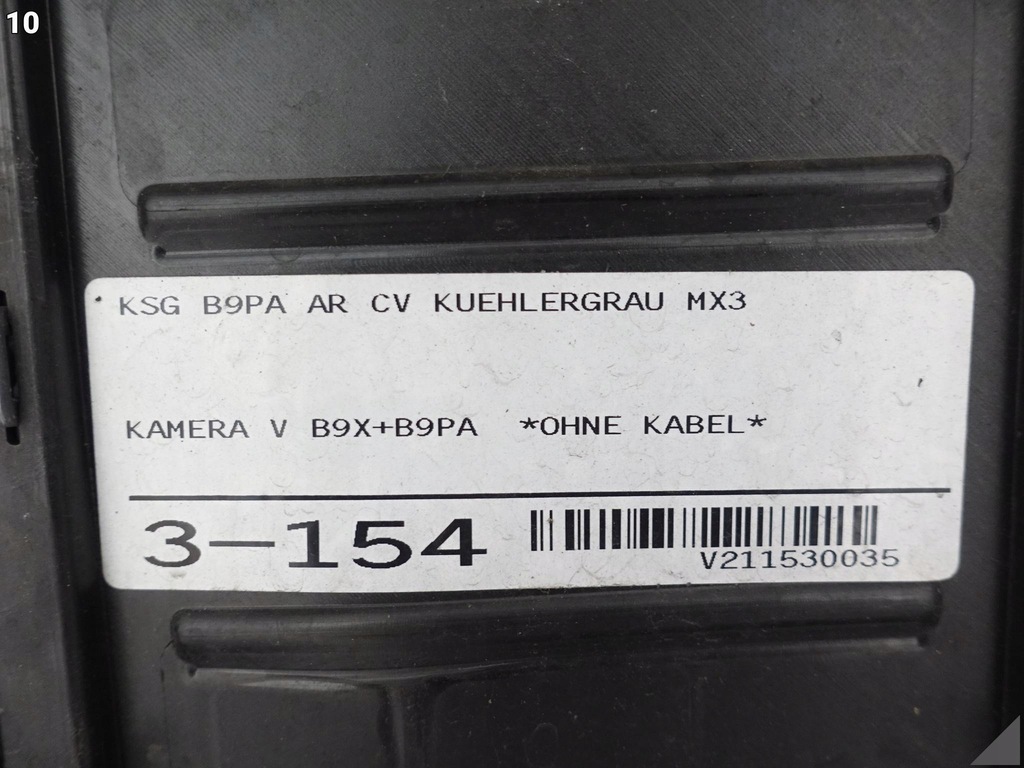 10
KSG B9PA AR CV KUEHLERGRAU MX3
KAMERA V B9X+B9PA *OHNE KABEL*
3-154
V211530035